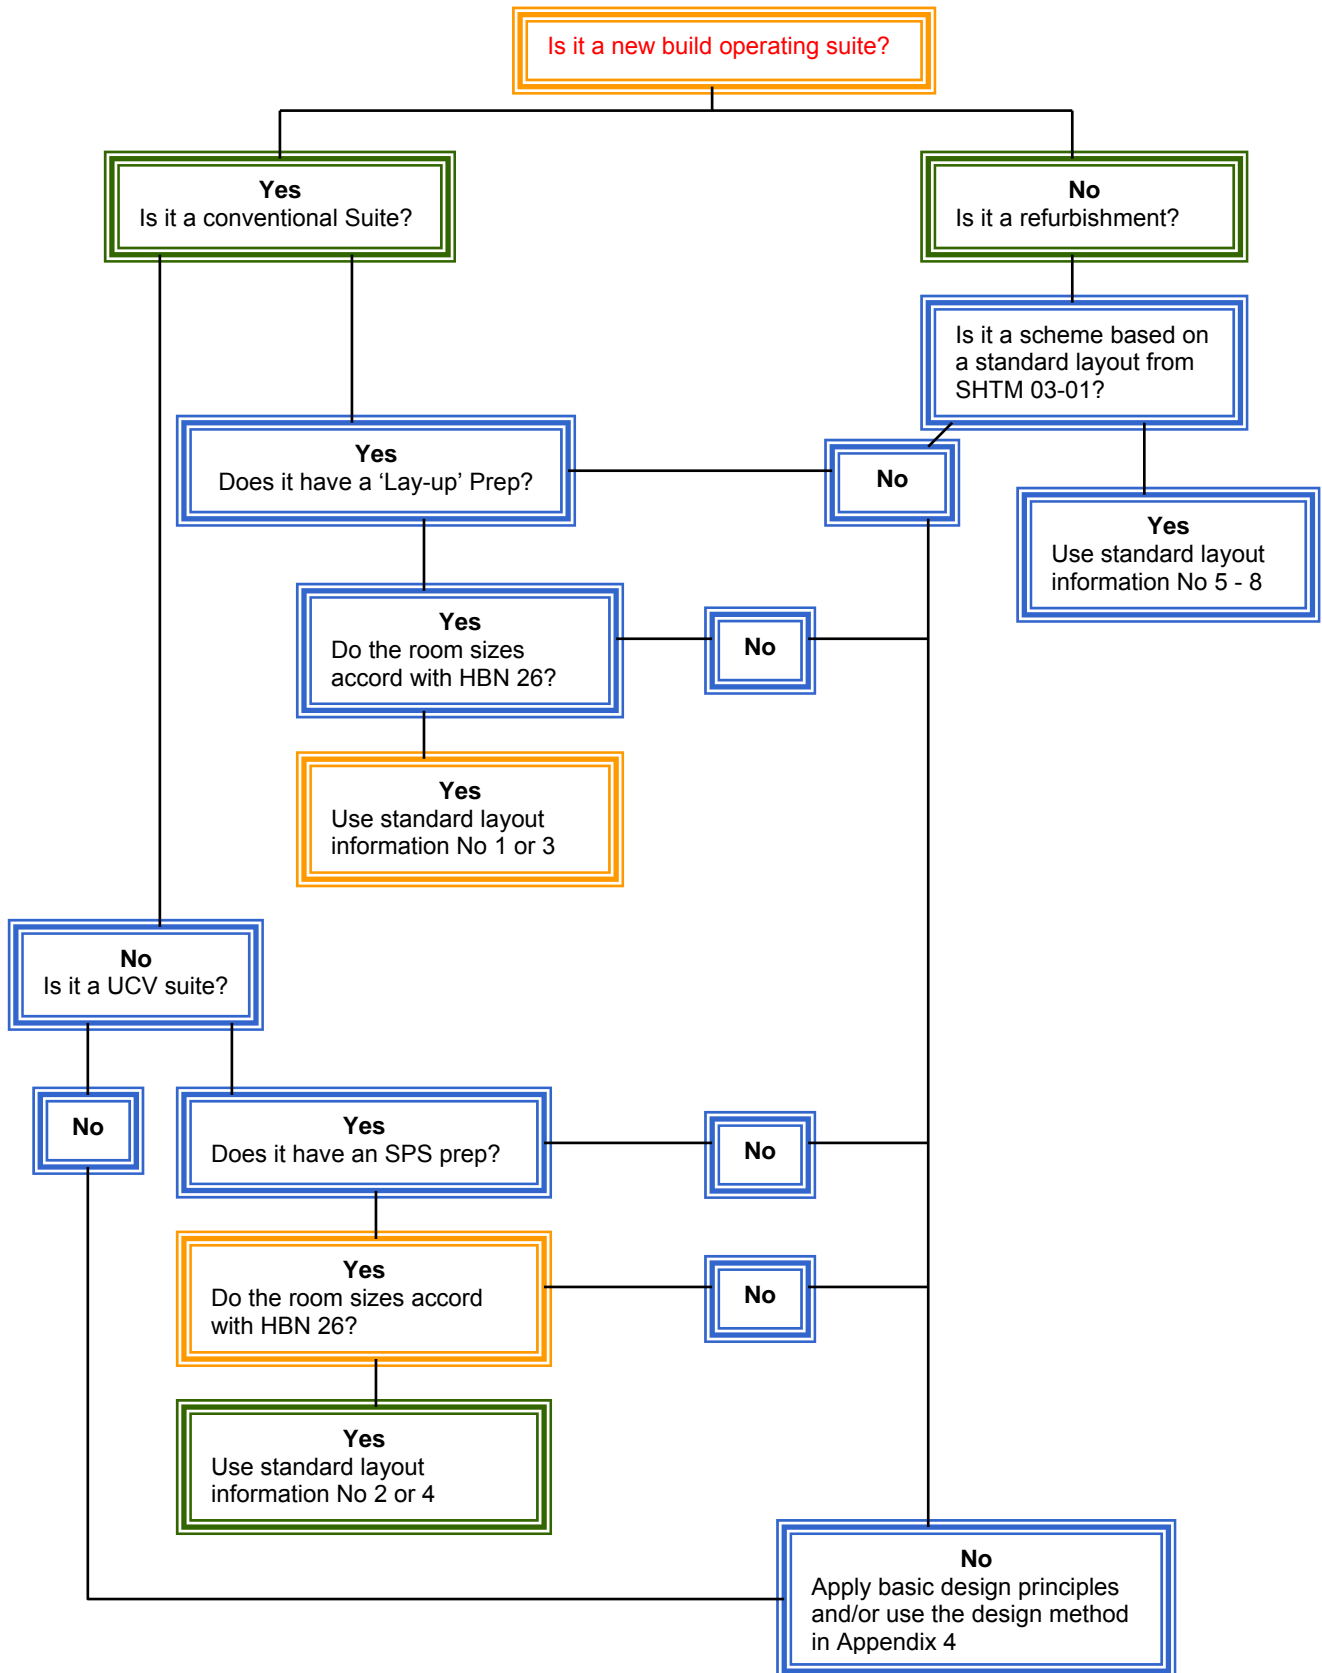 Is it a new build operating suite?
Yes
Is it a conventional Suite?
No
Is it a refurbishment?
Is it a scheme based on
a standard layout from
SHTM 03-01?
Yes
Does it have a ‘Lay-up’ Prep?
No
Yes
Use standard layout
information No 5 - 8
Yes
Do the room sizes
accord with HBN 26?
No
Yes
Use standard layout
information No 1 or 3
No
Is it a UCV suite?
No
Yes
Does it have an SPS prep?
No
Yes
Do the room sizes accord
with HBN 26?
No
Yes
Use standard layout
information No 2 or 4
No
Apply basic design principles
and/or use the design method
in Appendix 4